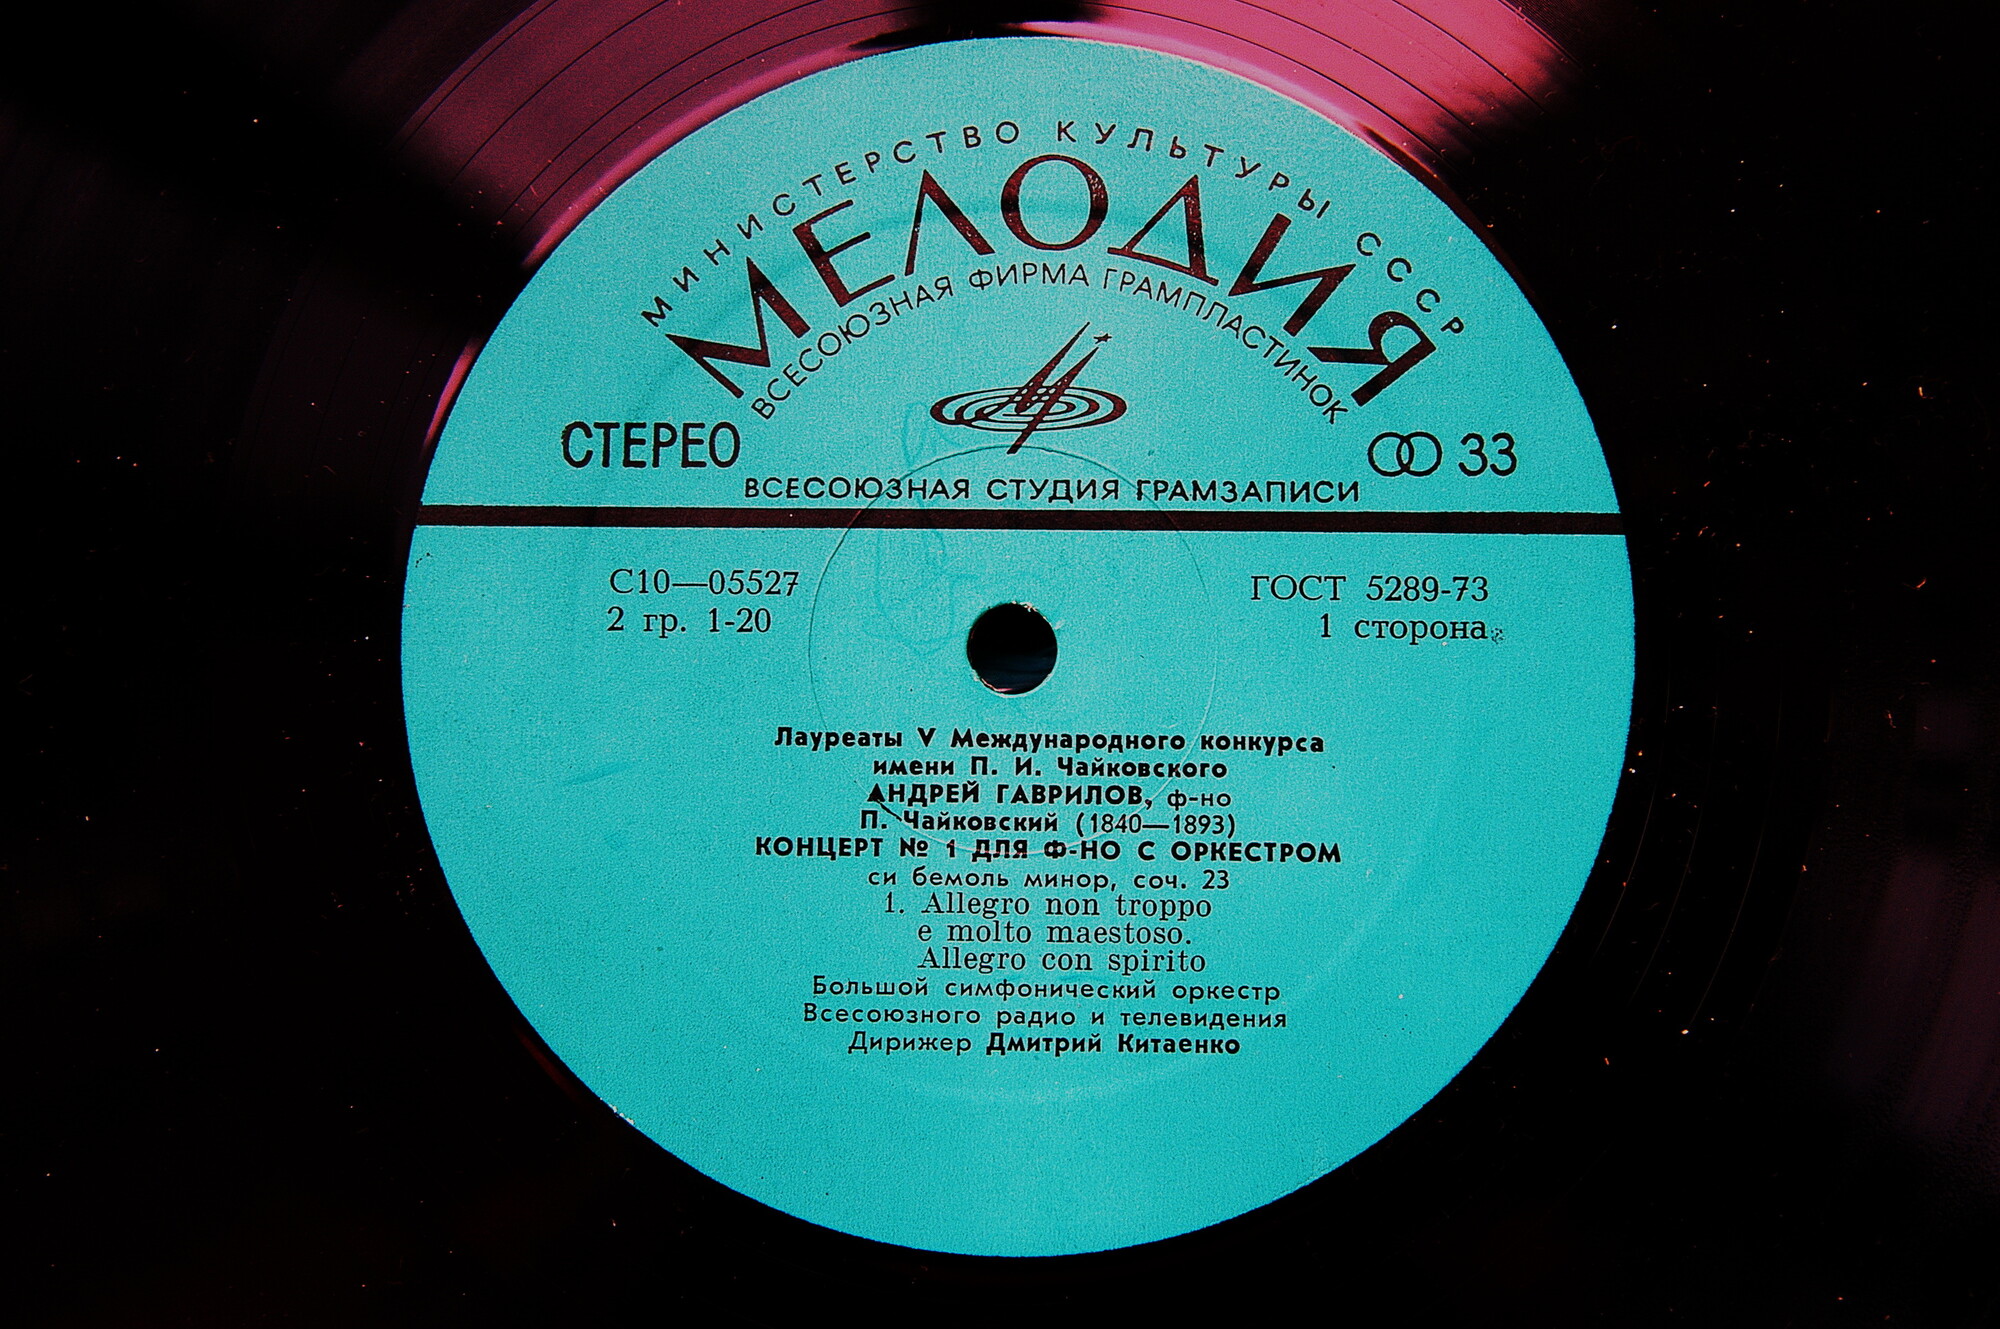 МИНИСТЕРСТВО КУЛЬТУРЫ СССР
МЕЛОДИЯ
ВСЕСОЮЗНАЯ ФИРМА ГРАМПЛАСТИНОК
СТЕРЕО
33
ВСЕСОЮЗНАЯ СТУДИЯ ГРАМЗАПИСИ
С10—05527
ГОСТ 5289-73
2 гр. 1-20
1 сторона
Лауреаты V Международного конкурса
имени П. И. Чайковского
АНДРЕЙ ГАВРИЛОВ, ф-но
П. Чайковский (1840—1893)
КОНЦЕРТ № 1 ДЛЯ Ф-НО С ОРКЕСТРОМ
си бемоль минор, соч. 23
1. Allegro non troppo
e molto maestoso.
Allegro con spirito
Большой симфонический оркестр
Всесоюзного радио и телевидения
Дирижер Дмитрий Китаенко